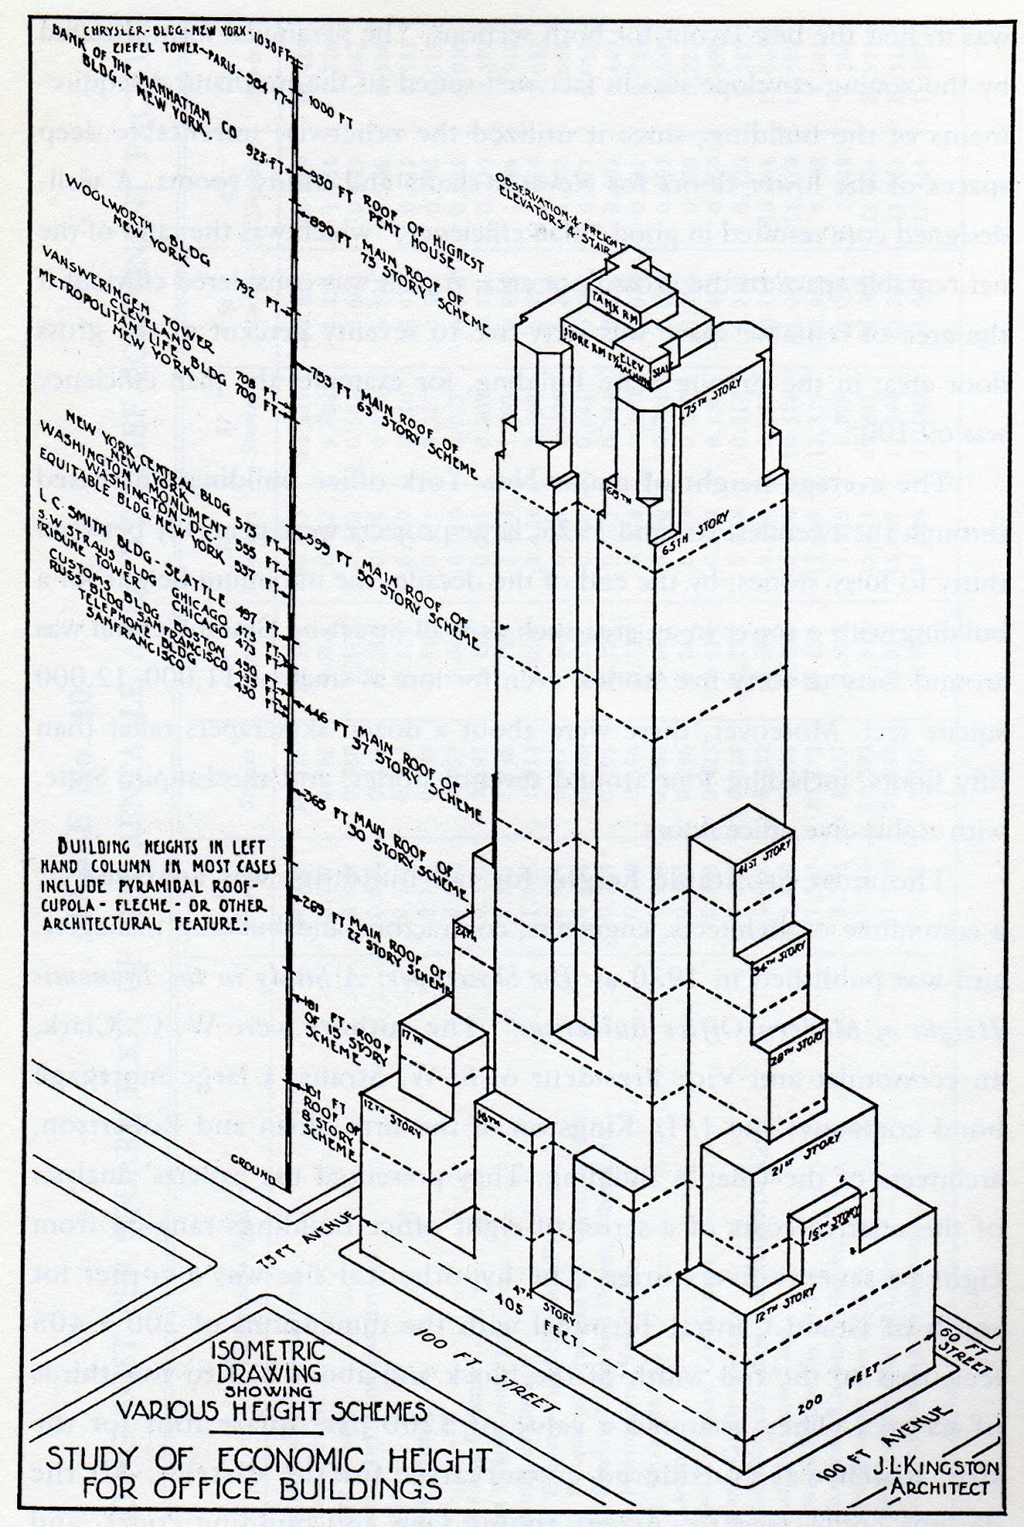 CHRYSLER-BLDG-NEW YORK-1030 FT
EIFFEL TOWER-PARIS-984 FT
BANK OF THE MANHATTAN CO
BLDG. NEW YORK.
925 FT
WOOLWORTH BLDG
NEW YORK
792 FT
VANSWERINGEN TOWER
CLEVELAND
708 FT
METROPOLITAN LIFE BLDG
NEW YORK
700 FT
NEW YORK CENTRAL BLDG
NEW YORK
575
WASHINGTON MONUMENT
WASHINGTON D.C.
555 FT
EQUITABLE BLDG. NEW YORK
537 FT
L.C. SMITH BLDG. SEATTLE 497
S.W. STRAUS BLDG CHICAGO 475 FT
TRIBUNE TOWER CHICAGO 473 FT
CUSTOMS BLDG BOSTON 450
RUSS BLDG SAN FRANCISCO 435 FT
TELEPHONE BLDG
SANFRANCISCO
430 FT
1000 FT
930 FT ROOF OF HIGHEST
PENT HOUSE
890 FT MAIN ROOF OF
75 STORY SCHEME
753 FT MAIN ROOF OF
63 STORY SCHEME
599 FT MAIN ROOF OF
50 STORY SCHEME
446 FT MAIN ROOF OF
37 STORY SCHEME
365 FT MAIN ROOF OF
30 STORY SCHEME
289 FT MAIN ROOF OF
22 STORY SCHEME
181 FT ROOF
OF 15 STORY
SCHEME
101 FT
ROOF OF
8 STORY
SCHEME
GROUND
OBSERVATION & FREIGHT
ELEVATORS & STAIR
TANK RM
STORE RM
ELEV
MACHINE
STAIR
75TH STORY
65TH STORY
41ST STORY
34TH STORY
28TH STORY
21ST STORY
17TH
12TH STORY
16TH
4TH STORY
15TH STORY
12TH STORY
BUILDING HEIGHTS IN LEFT
HAND COLUMN IN MOST CASES
INCLUDE PYRAMIDAL ROOF-
CUPOLA - FLECHE - OR OTHER
ARCHITECTURAL FEATURE:
75 FT AVENUE
405 FEET
100 FT STREET
200 FEET
60 FT
STREET
100 FT AVENUE
ISOMETRIC
DRAWING
SHOWING
VARIOUS HEIGHT SCHEMES
STUDY OF ECONOMIC HEIGHT
FOR OFFICE BUILDINGS
J.L KINGSTON
ARCHITECT